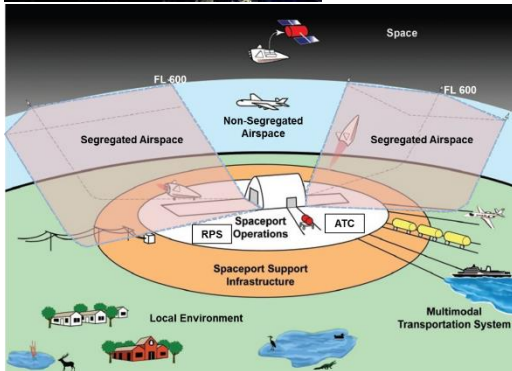 Space
FL 600
FL 600
Segregated Airspace
Non-Segregated
Airspace
Segregated Airspace
RPS
Spaceport
Operations
ATC
Spaceport Support
Infrastructure
Local Environment
Multimodal
Transportation System